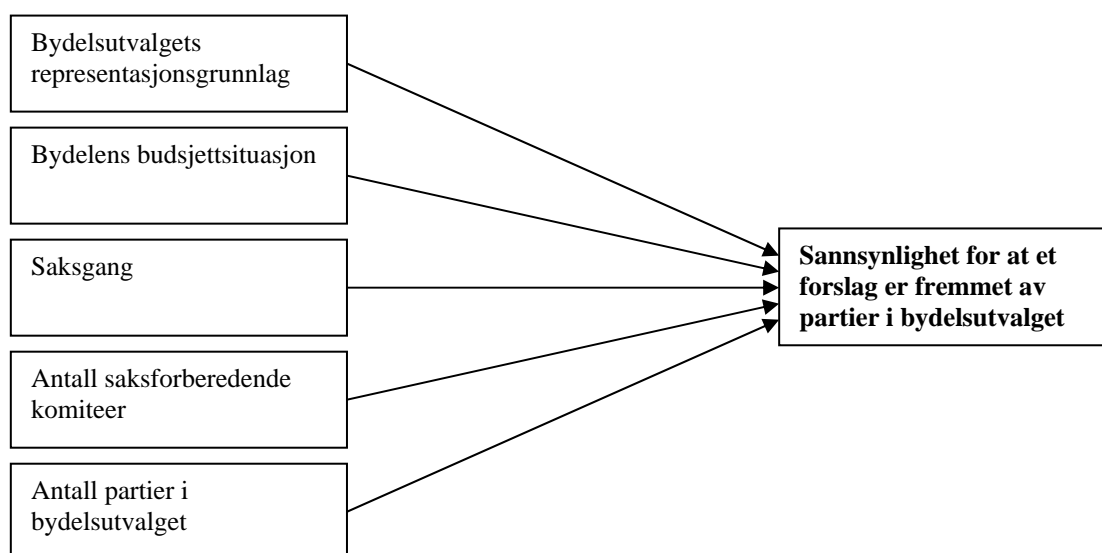 Bydelsutvalgets
representasjonsgrunnlag
Bydelens budsjettsituasjon
Saksgang
Antall saksforberedende
komiteer
Antall partier i
bydelsutvalget
Sannsynlighet for at et
forslag er fremmet av
partier i bydelsutvalget